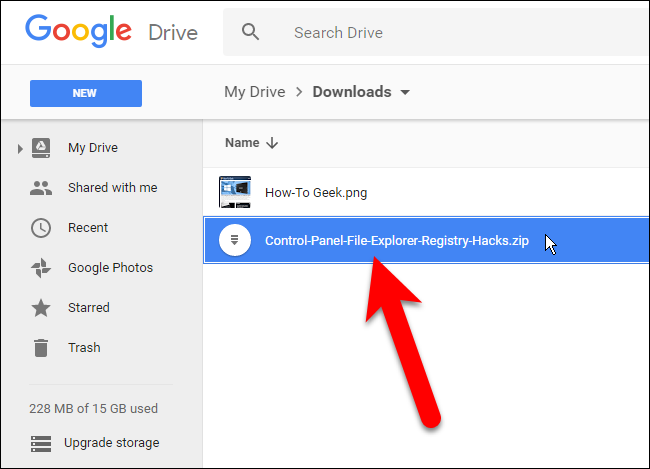 Google Drive
Search Drive
NEW
My Drive > Downloads
Name
My Drive
Shared with me
Recent
Google Photos
Starred
Trash
How-To Geek.png
Control-Panel-File-Explorer-Registry-Hacks.zip
228 MB of 15 GB used
Upgrade storage